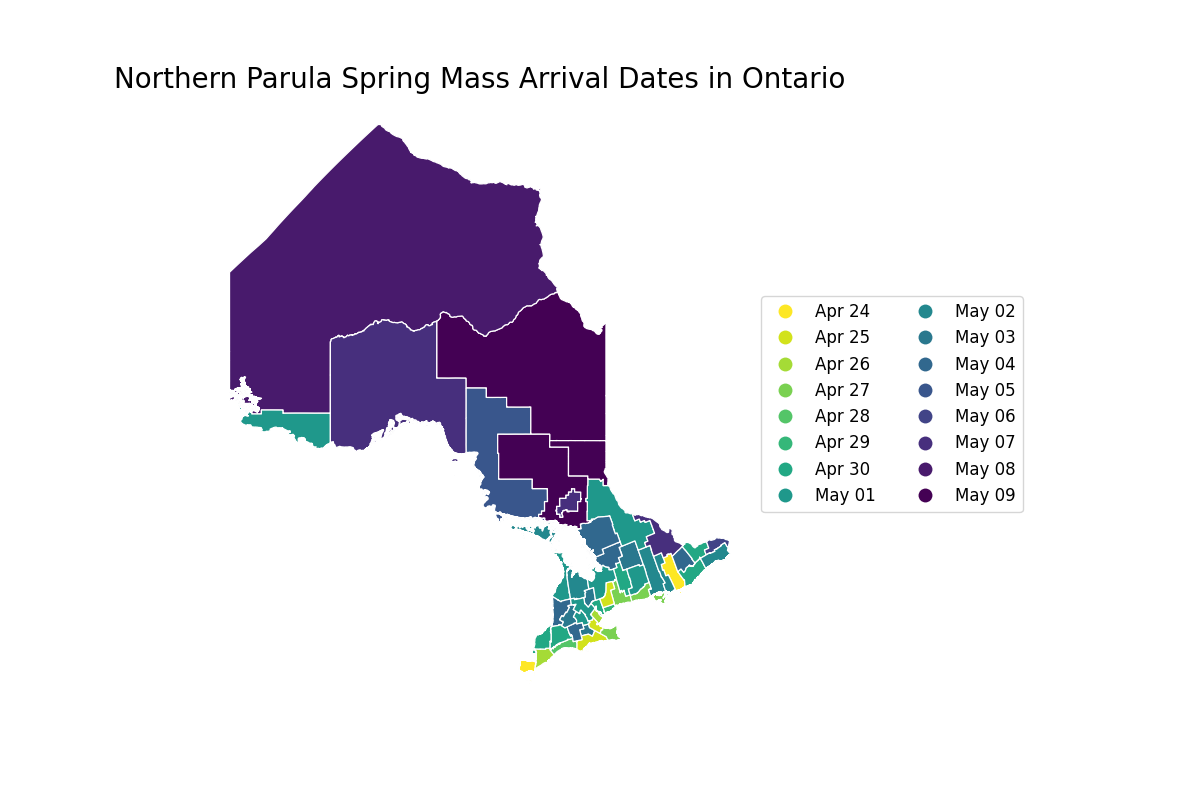 Northern Parula Spring Mass Arrival Dates in Ontario
Apr 24
Apr 25
Apr 26
Apr 27
Apr 28
Apr 29
Apr 30
May 01
May 02
May 03
May 04
May 05
May 06
May 07
May 08
May 09